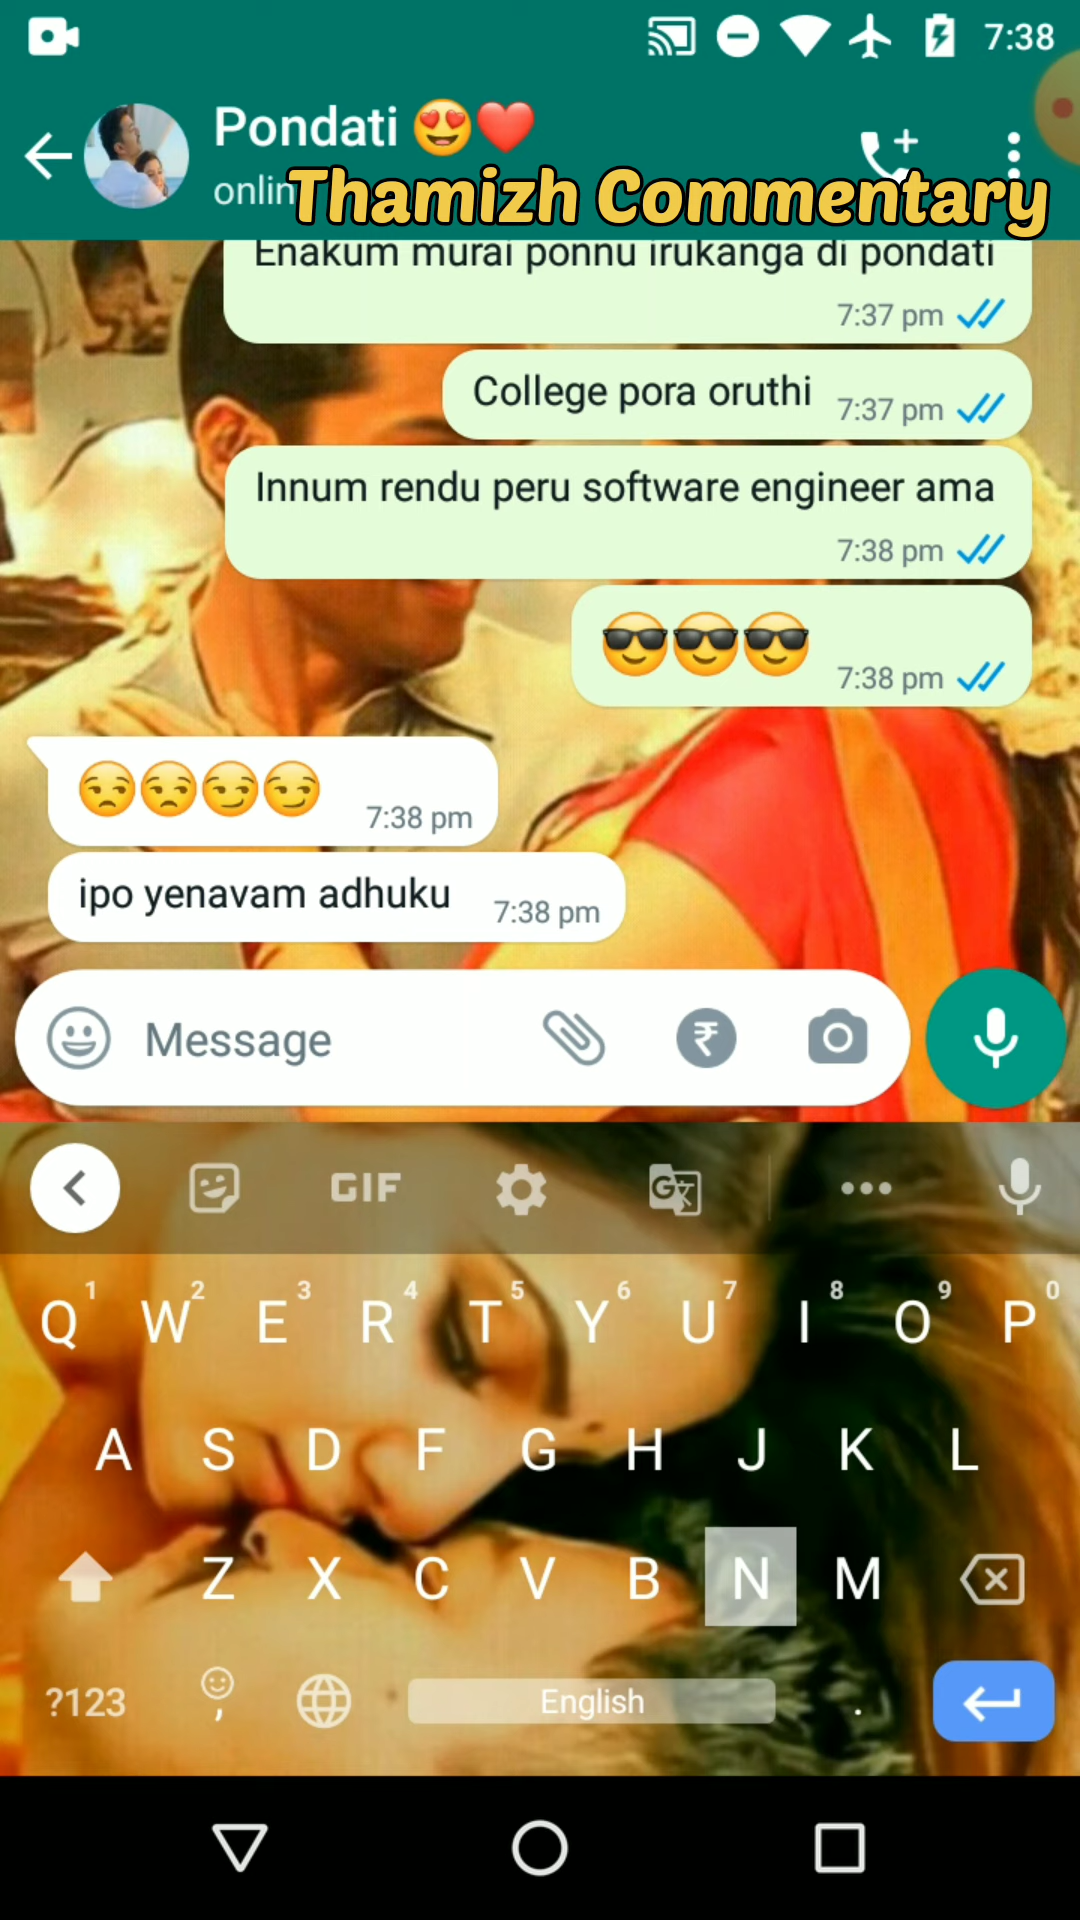 7:38
Pondati 😍❤️
onlin
Thamizh Commentary
Enakum murai ponnu irukanga di pondati
7:37 pm
College pora oruthi
7:37 pm
Innum rendu peru software engineer ama
7:38 pm
😎😎😎
7:38 pm
😒😒😏😏
7:38 pm
ipo yenavam adhuku
7:38 pm
Message
GIF
1 2 3 4 5 6 7 8 9 0
Q W E R T Y U I O P
A S D F G H J K L
Z X C V B N M
?123 , English .